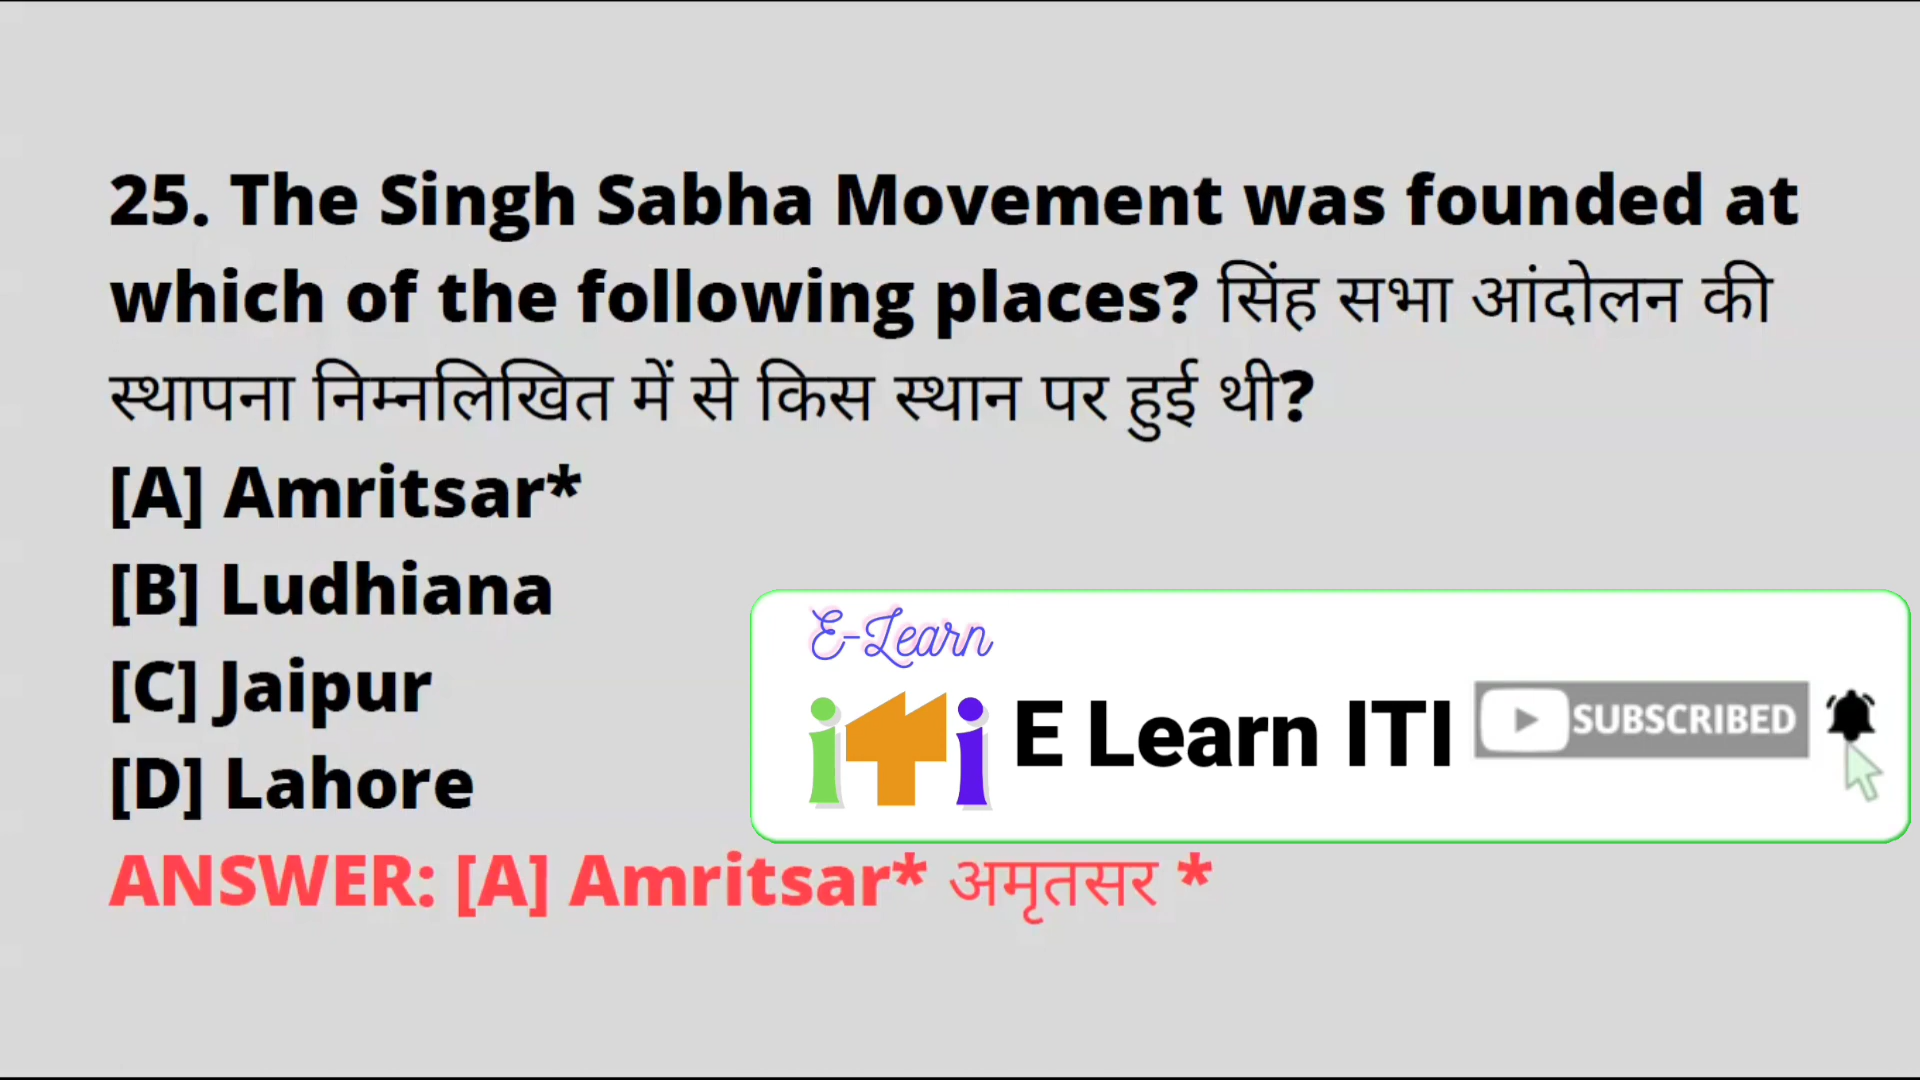 25. The Singh Sabha Movement was founded at
which of the following places? सिंह सभा आंदोलन की
स्थापना निम्नलिखित में से किस स्थान पर हुई थी?
[A] Amritsar*
[B] Ludhiana
[C] Jaipur
[D] Lahore
E-Learn
iTi E Learn ITI SUBSCRIBED
ANSWER: [A] Amritsar* अमृतसर *